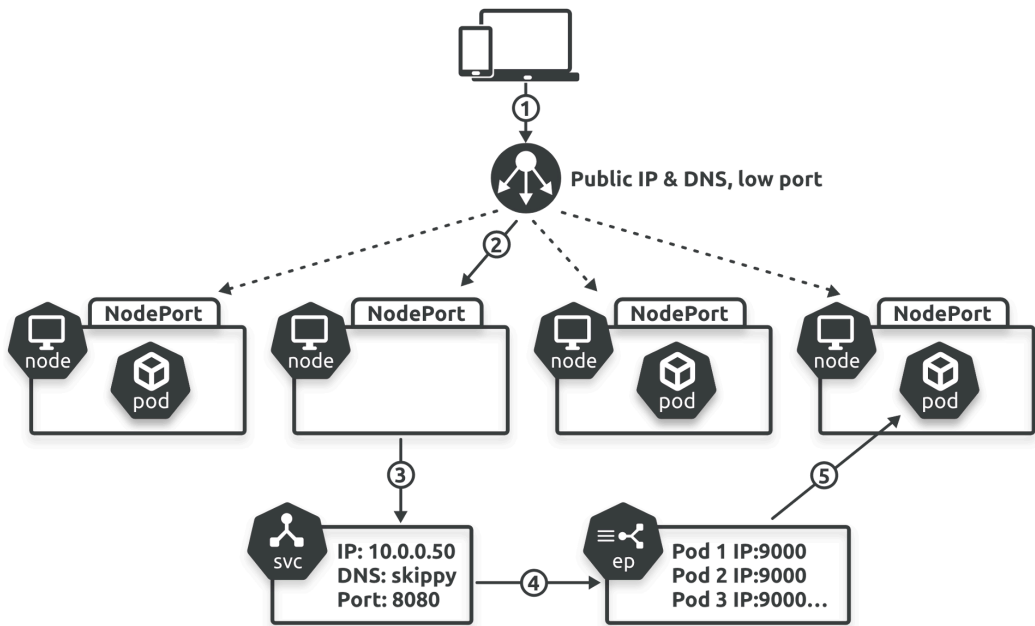 1
Public IP & DNS, low port
2
NodePort
NodePort
NodePort
NodePort
node
node
node
node
pod
pod
pod
3
5
svc
IP: 10.0.0.50
DNS: skippy
Port: 8080
4
ep
Pod 1 IP:9000
Pod 2 IP:9000
Pod 3 IP:9000...